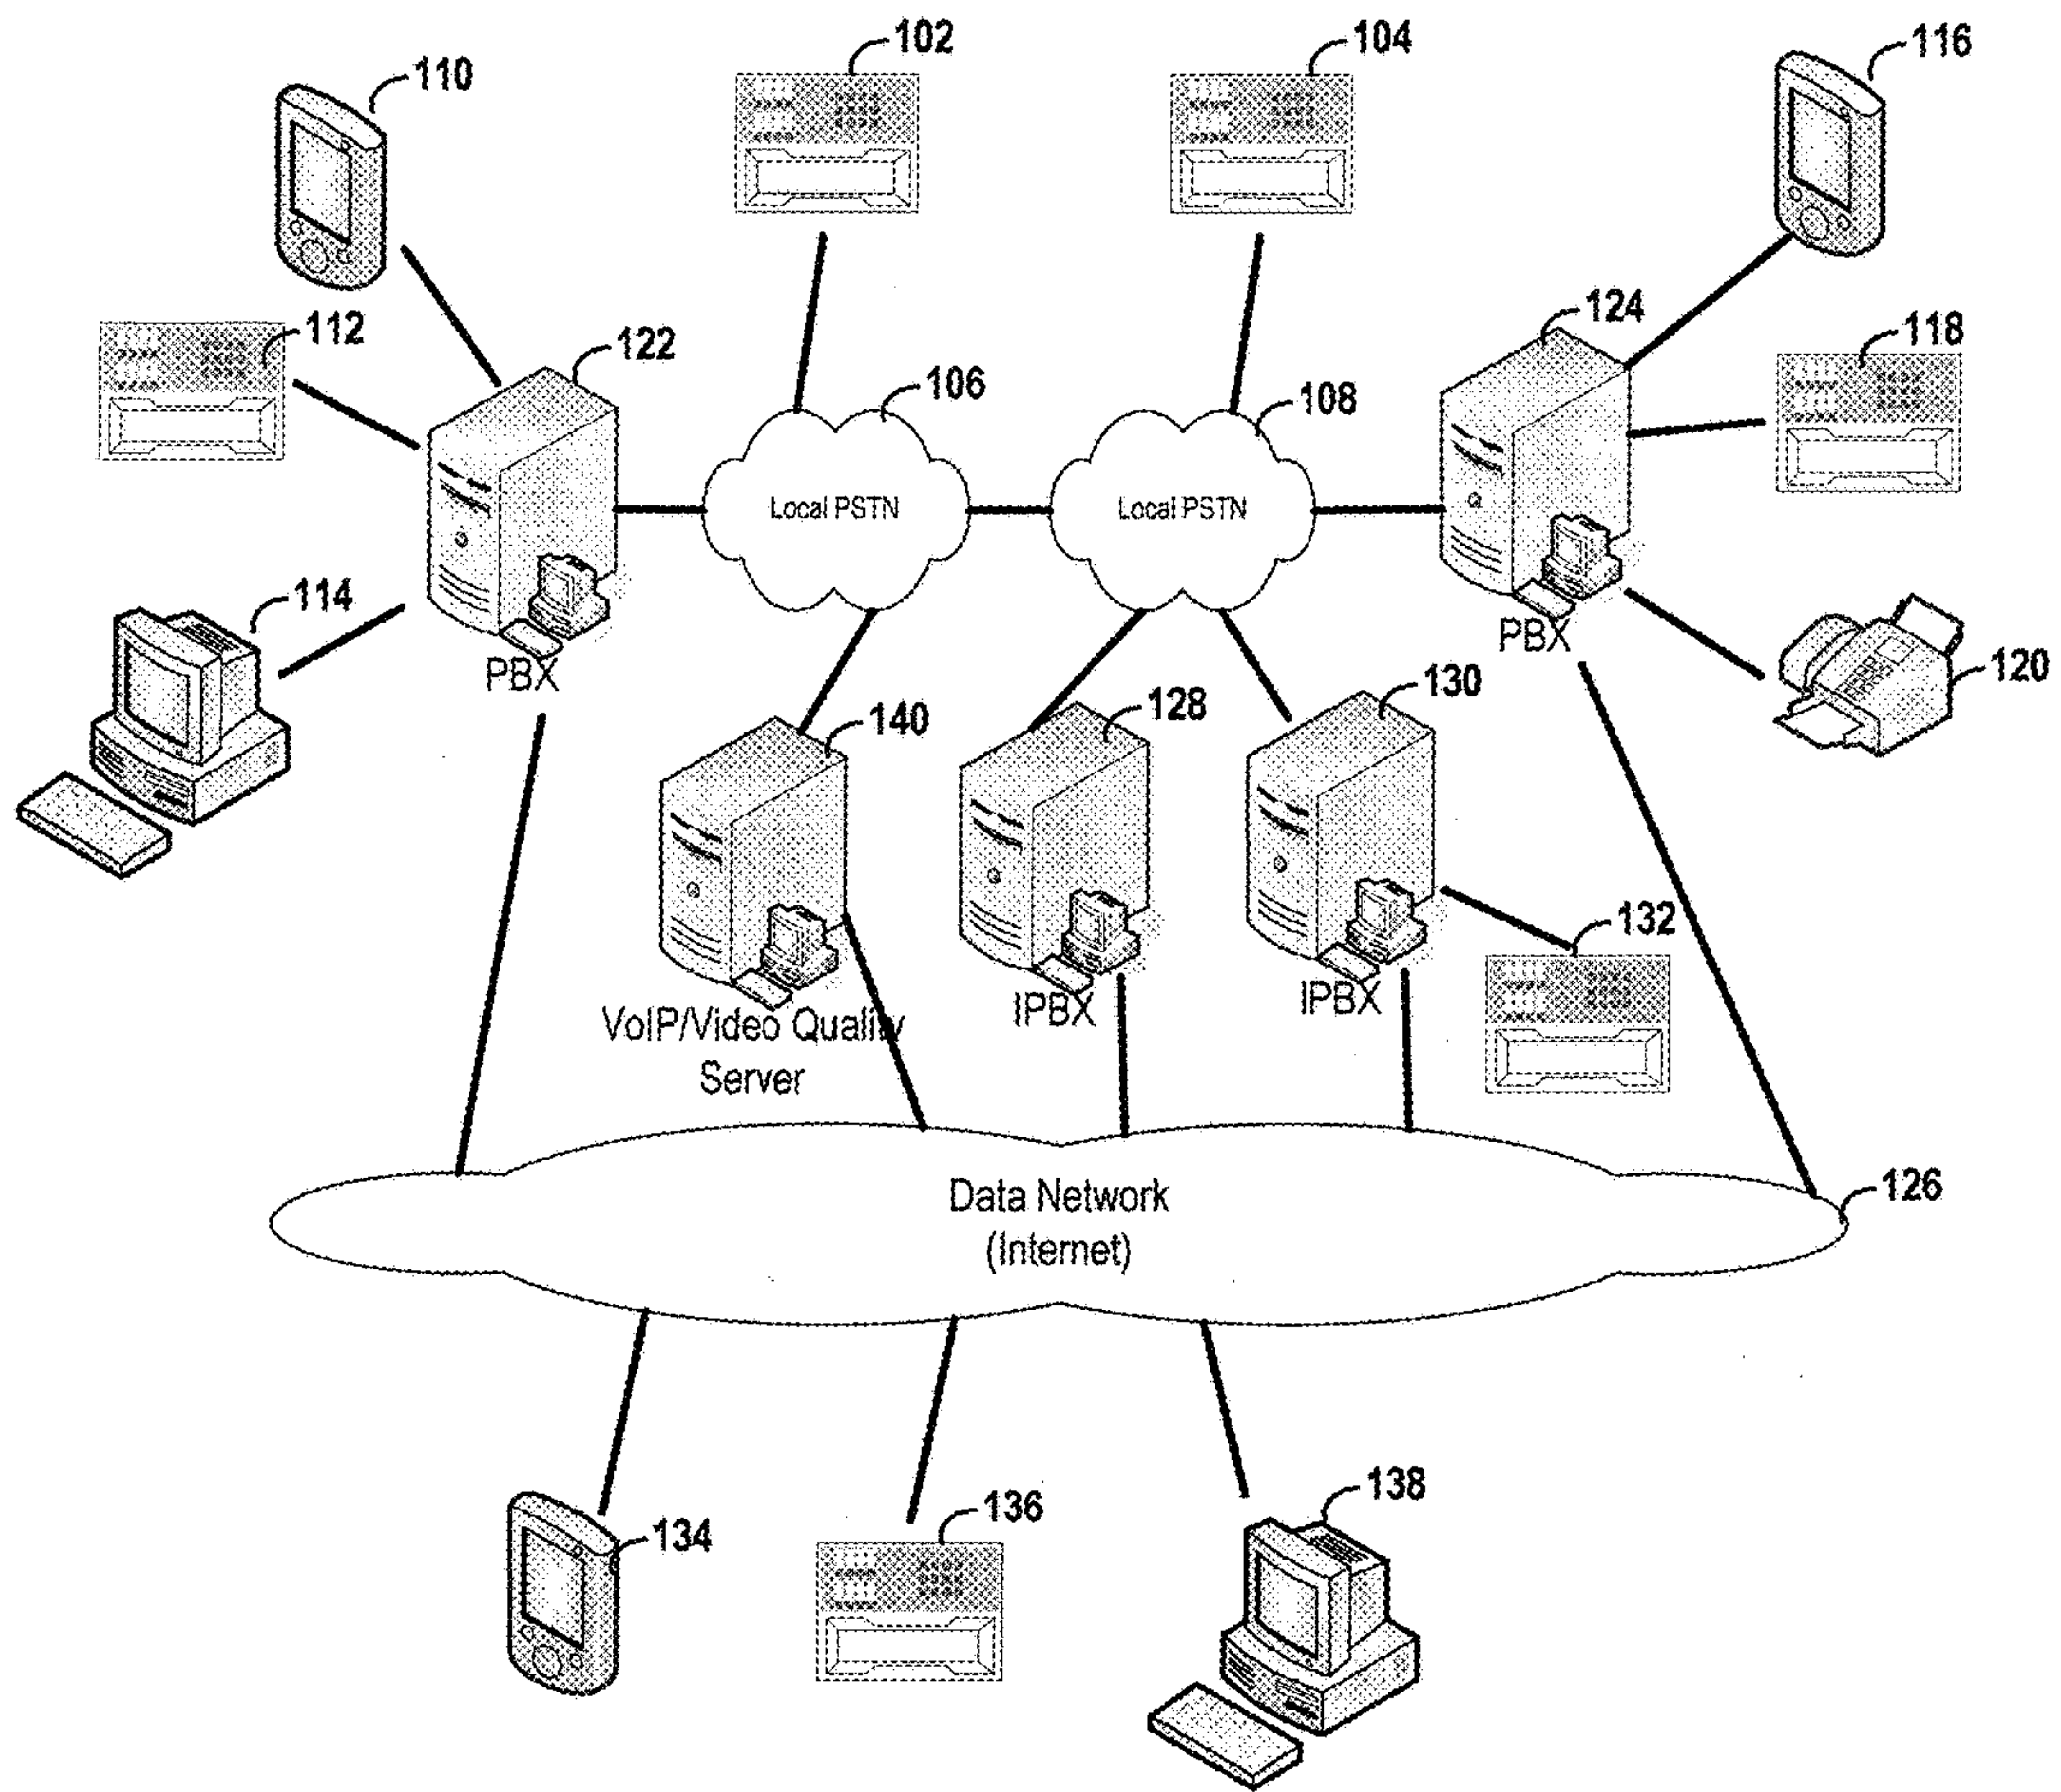 102
104
116
110
124
112
122
118
106
108
Local PSTN
Local PSTN
114
PBX
PBX
120
130
128
140
132
VoIP/Video Quality
Server
IPBX
IPBX
Data Network
(Internet)
126
138
136
134